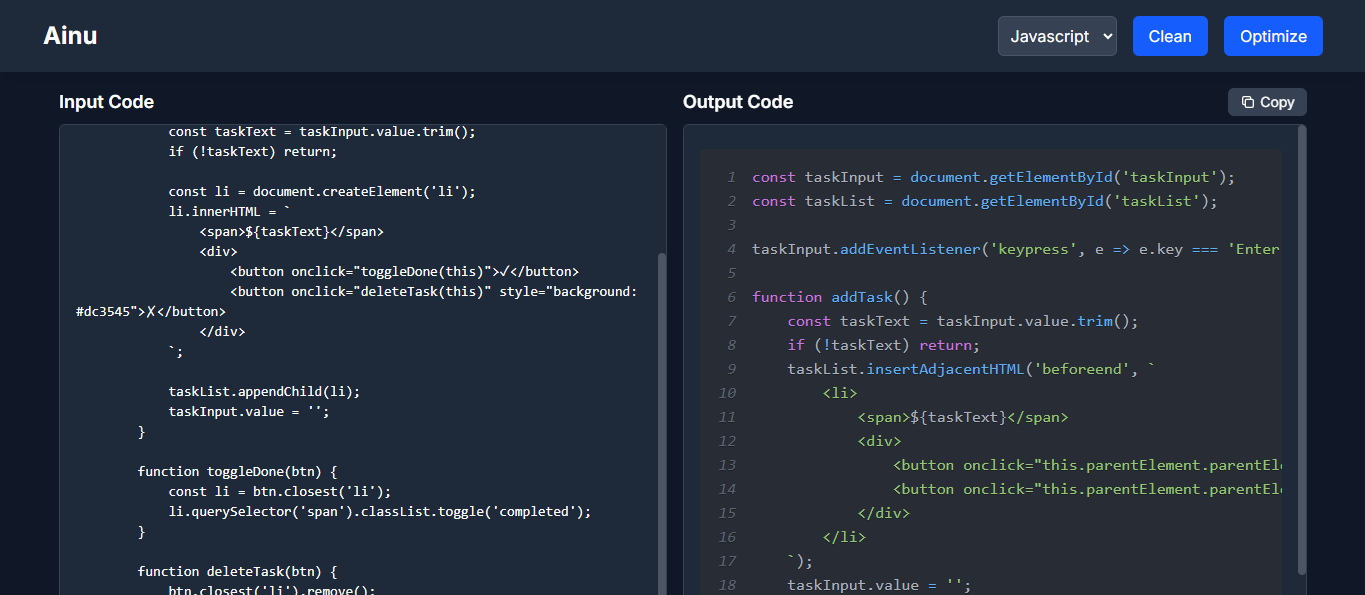 Ainu
Javascript
Clean
Optimize
Input Code
const taskText = taskInput.value.trim();
if (!taskText) return;
const li = document.createElement('li');
li.innerHTML = `
<span>${taskText}</span>
<div>
<button onclick="toggleDone(this)">✓</button>
<button onclick="deleteTask(this)" style="background:
#dc3545">✗</button>
</div>
`;
taskList.appendChild(li);
taskInput.value = '';
}
function toggleDone(btn) {
const li = btn.closest('li');
li.querySelector('span').classList.toggle('completed');
}
function deleteTask(btn) {
btn.closest('li').remove();
Output Code
Copy
1 const taskInput = document.getElementById('taskInput');
2 const taskList = document.getElementById('taskList');
3
4 taskInput.addEventListener('keypress', e => e.key === 'Enter
5
6 function addTask() {
7 const taskText = taskInput.value.trim();
8 if (!taskText) return;
9 taskList.insertAdjacentHTML('beforeend', `
10 <li>
11 <span>${taskText}</span>
12 <div>
13 <button onclick="this.parentElement.parentEl
14 <button onclick="this.parentElement.parentEl
15 </div>
16 </li>
17 `);
18 taskInput.value = '';